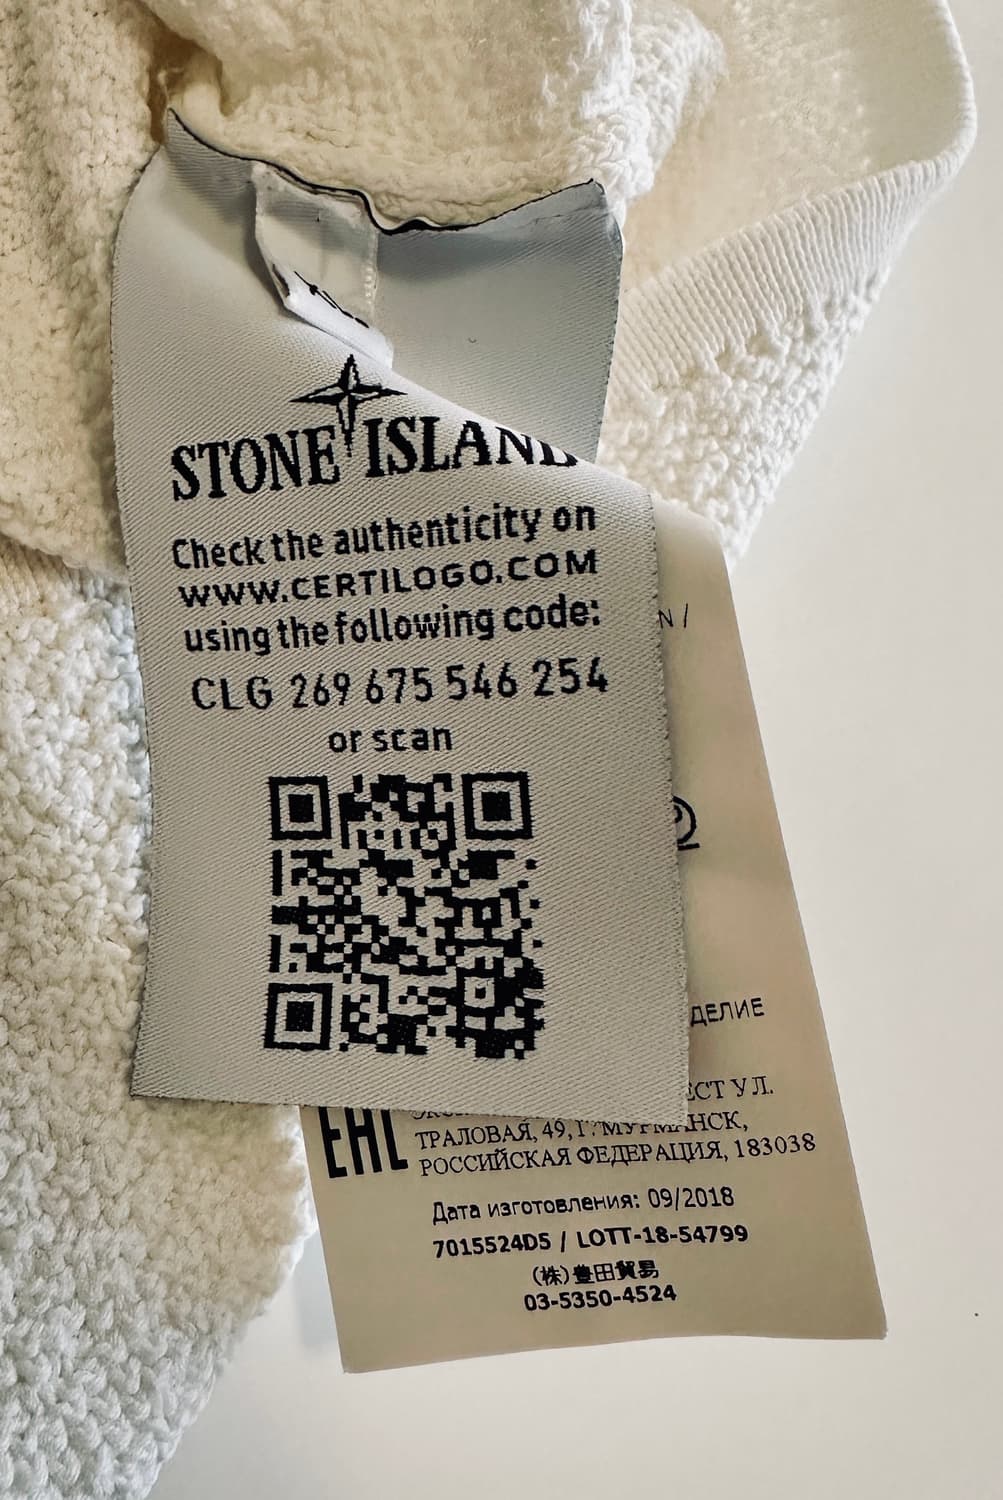 STONE ISLAND
Check the authenticity on
WWW.CERTILOGO.COM
using the following code:
CLG 269 675 546 254
or scan
N /
ДЕЛИЕ
ЕСТ УЛ.
ТРАЛОВАЯ, 49, Г. МУРМАНСК,
РОССИЙСКАЯ ФЕДЕРАЦИЯ, 183038
EAC
Дата изготовления: 09/2018
7015524D5 / LOTT-18-54799
(株)豊田貿易
03-5350-4524